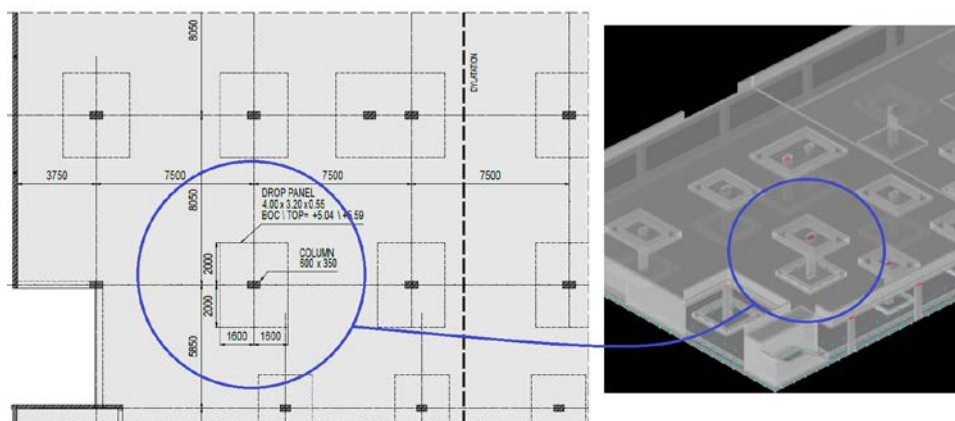 8050
DYLATATION
3750
7500
7500
7500
8050
DROP PANEL
4.00 x 3.20 x 0.55
BOC \ TOP= +5.04 \ +5.59
COLUMN
600 x 350
2000
2000
1600
1600
5850